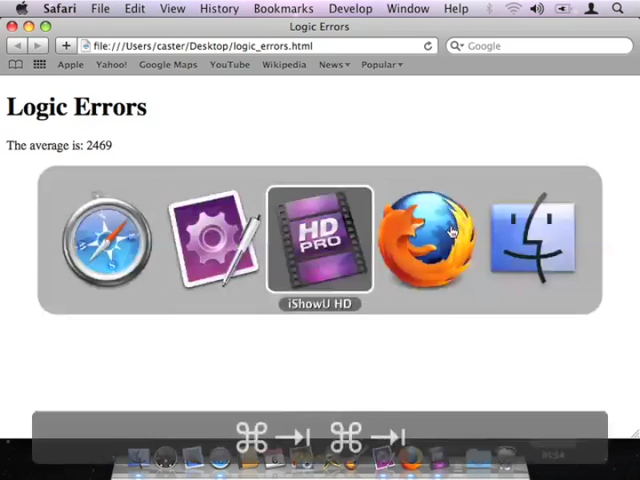 Safari File Edit View History Bookmarks Develop Window Help
Logic Errors
file:///Users/caster/Desktop/logic_errors.html
Google
Apple Yahoo! Google Maps YouTube Wikipedia News Popular
Logic Errors
The average is: 2469
HD
PRO
iShowU HD